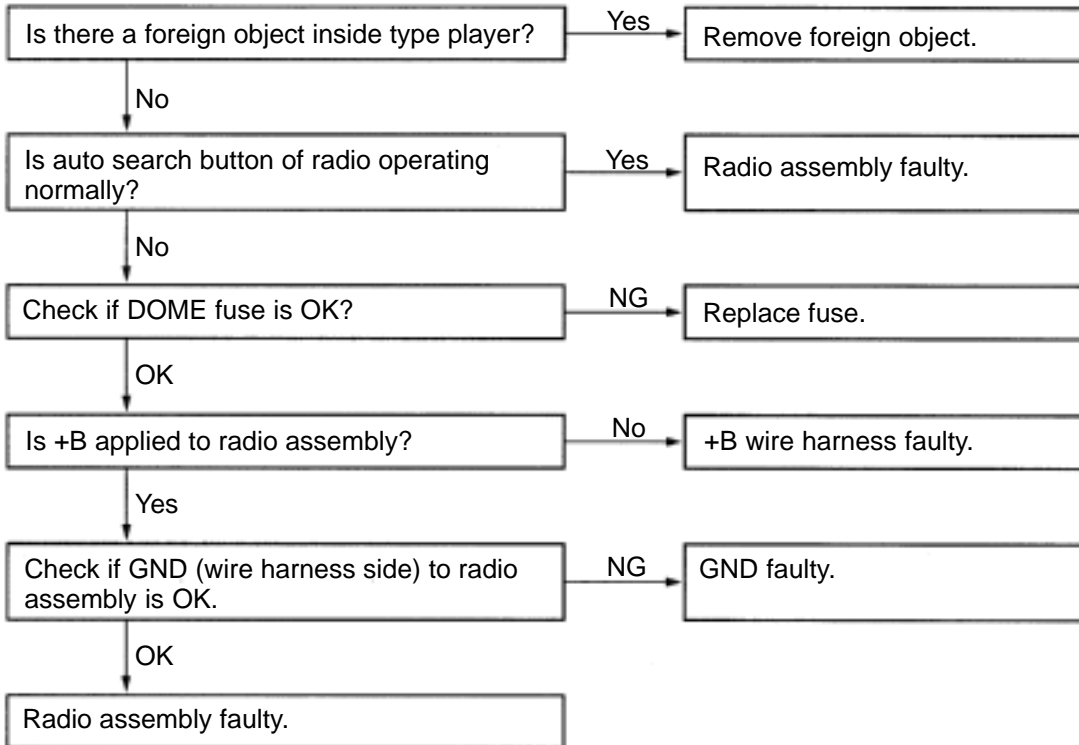 Is there a foreign object inside type player?
Yes
Remove foreign object.
No
Is auto search button of radio operating
normally?
Yes
Radio assembly faulty.
No
Check if DOME fuse is OK?
NG
Replace fuse.
OK
Is +B applied to radio assembly?
No
+B wire harness faulty.
Yes
Check if GND (wire harness side) to radio
assembly is OK.
NG
GND faulty.
OK
Radio assembly faulty.